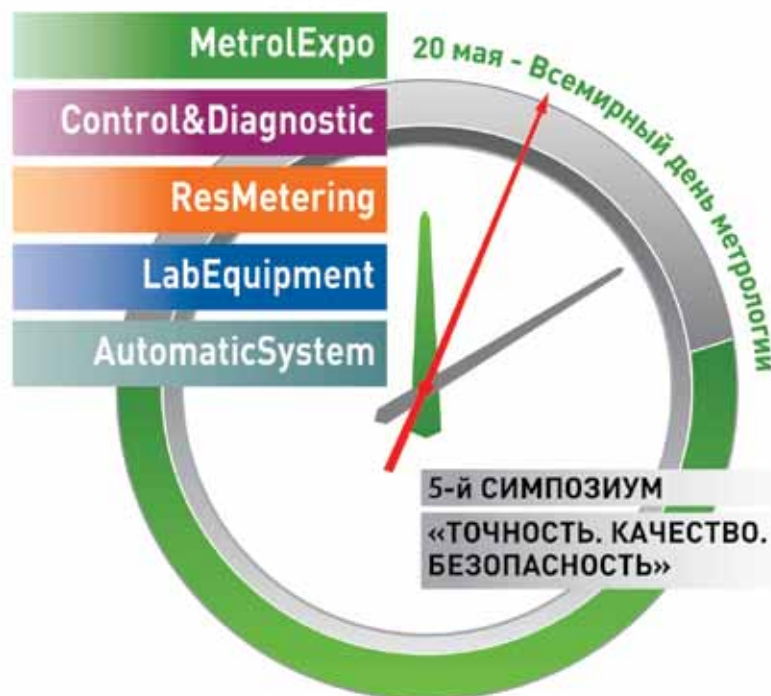 MetrolExpo
Control&Diagnostic
ResMetering
LabEquipment
AutomaticSystem
20 мая - Всемирный день метрологии
5-й СИМПОЗИУМ
«ТОЧНОСТЬ. КАЧЕСТВО.
БЕЗОПАСНОСТЬ»